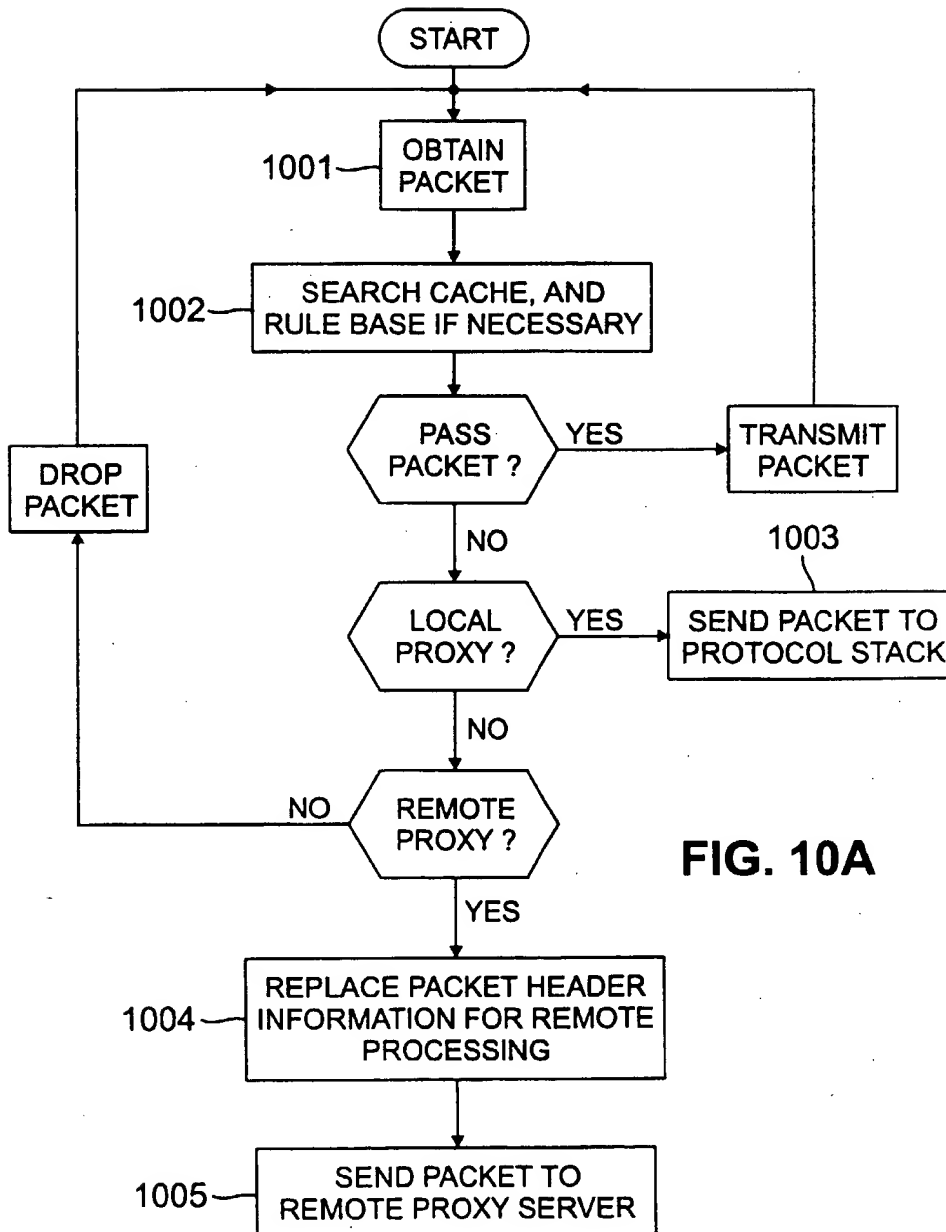 START
1001
OBTAIN
PACKET
1002
SEARCH CACHE, AND
RULE BASE IF NECESSARY
PASS
PACKET ?
YES
TRANSMIT
PACKET
DROP
PACKET
NO
1003
LOCAL
PROXY ?
YES
SEND PACKET TO
PROTOCOL STACK
NO
NO
REMOTE
PROXY ?
FIG. 10A
YES
1004
REPLACE PACKET HEADER
INFORMATION FOR REMOTE
PROCESSING
1005
SEND PACKET TO
REMOTE PROXY SERVER